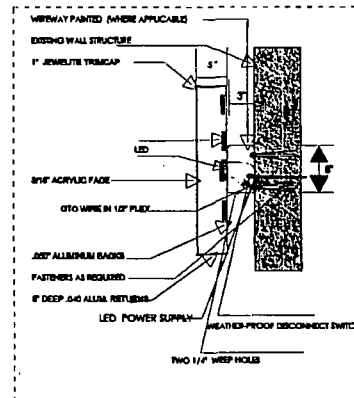 WIREWAY PAINTED (WHERE APPLICABLE)
EXISTING WALL STRUCTURE
1" JEWELITE TRIMCAP
5"
3"
LED
3/16" ACRYLIC FACE
GTO WIRE IN 1/2" FLEX
8"
.050" ALUMINUM BACKS
FASTENERS AS REQUIRED
5" DEEP .040 ALUM. RETURNS
LED POWER SUPPLY
WEATHER-PROOF DISCONNECT SWITCH
TWO 1/4" WEEP HOLES